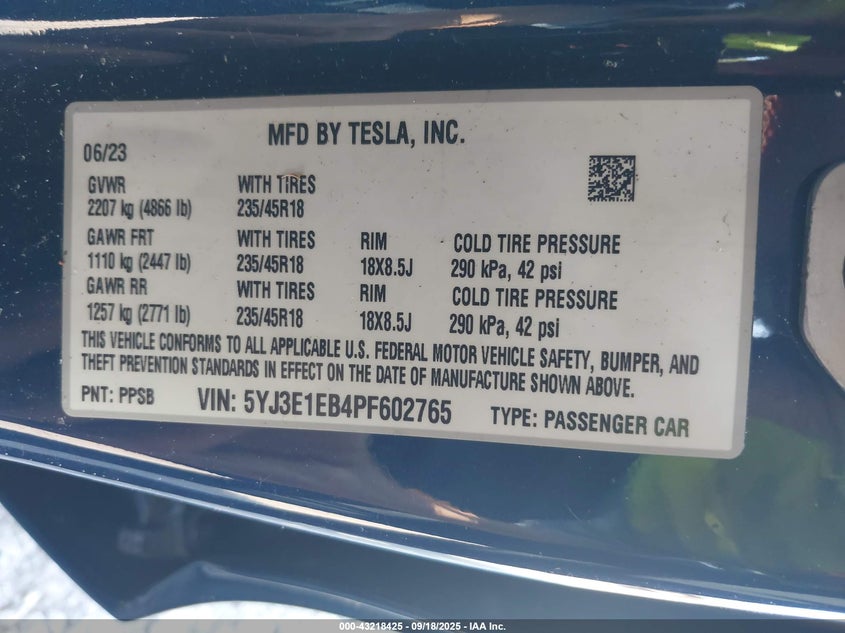 MFD BY TESLA, INC.
06/23
GVWR WITH TIRES
2207 kg (4866 lb) 235/45R18
GAWR FRT WITH TIRES RIM COLD TIRE PRESSURE
1110 kg (2447 lb) 235/45R18 18X8.5J 290 kPa, 42 psi
GAWR RR WITH TIRES RIM COLD TIRE PRESSURE
1257 kg (2771 lb) 235/45R18 18X8.5J 290 kPa, 42 psi
THIS VEHICLE CONFORMS TO ALL APPLICABLE U.S. FEDERAL MOTOR VEHICLE SAFETY, BUMPER, AND
THEFT PREVENTION STANDARDS IN EFFECT ON THE DATE OF MANUFACTURE SHOWN ABOVE.
PNT: PPSB VIN: 5YJ3E1EB4PF602765 TYPE: PASSENGER CAR
000-43218425 - 09/18/2025 - IAA Inc.